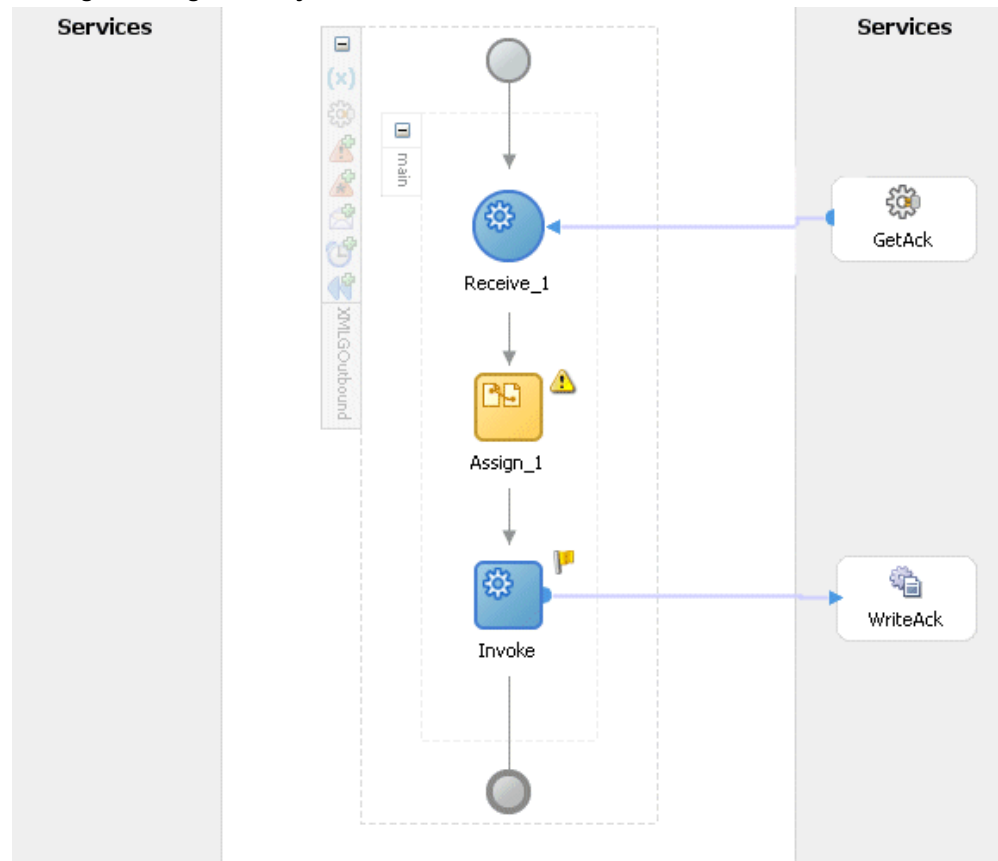 Services
Services
(x)
main
GetAck
Receive_1
XMLGOutbound
Assign_1
WriteAck
Invoke